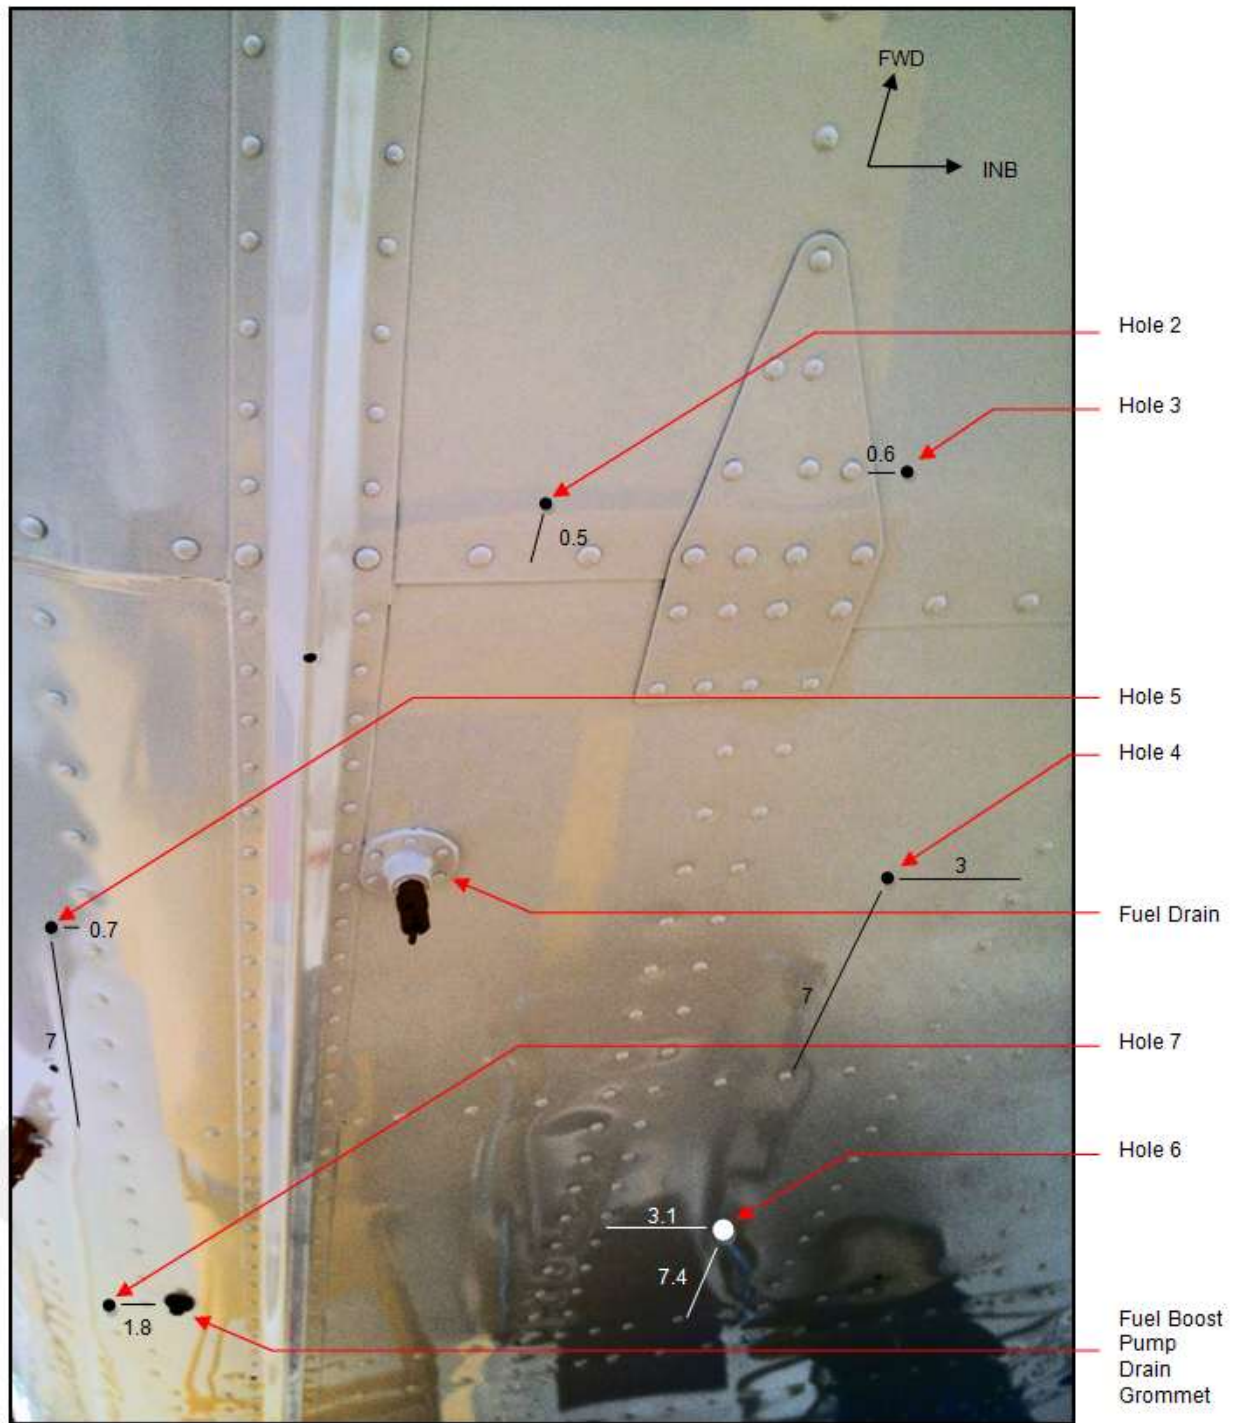 FWD
INB
Hole 2
Hole 3
0.6
0.5
Hole 5
Hole 4
3
Fuel Drain
0.7
7
7
Hole 7
Hole 6
3.1
7.4
1.8
Fuel Boost
Pump
Drain
Grommet